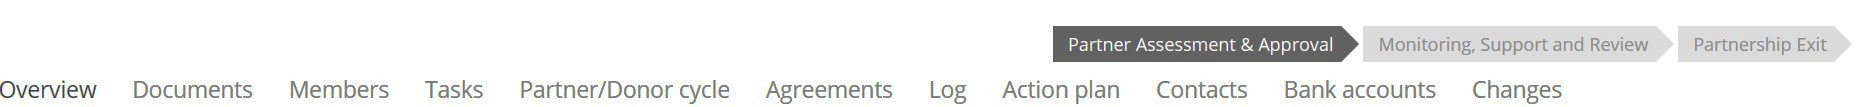 Partner Assessment & Approval Monitoring, Support and Review Partnership Exit
Overview Documents Members Tasks Partner/Donor cycle Agreements Log Action plan Contacts Bank accounts Changes